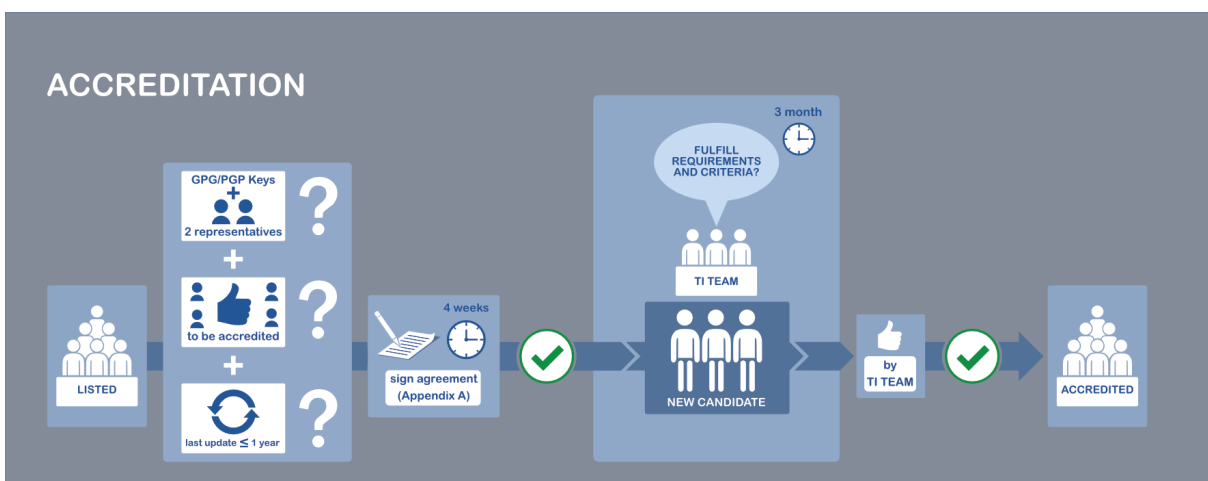 ACCREDITATION
LISTED
GPG/PGP Keys
+
2 representatives
?
+
to be accredited
?
+
last update ≤ 1 year
?
4 weeks
sign agreement
(Appendix A)
3 month
FULFILL
REQUIREMENTS
AND CRITERIA?
TI TEAM
NEW CANDIDATE
by
TI TEAM
ACCREDITED